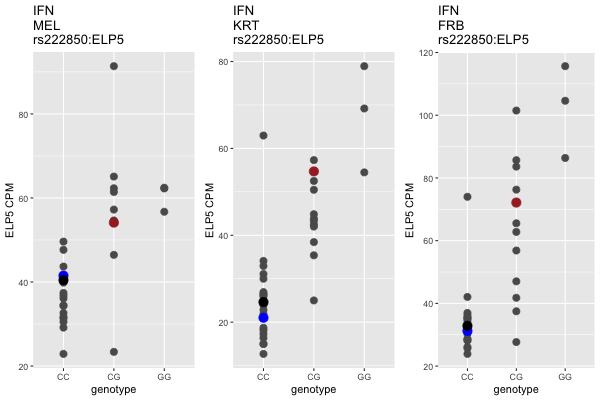 IFN
MEL
rs222850:ELP5
ELP5 CPM
80
60
40
20
CC
CG
GG
genotype
IFN
KRT
rs222850:ELP5
ELP5 CPM
80
60
40
20
CC
CG
GG
genotype
IFN
FRB
rs222850:ELP5
ELP5 CPM
120
100
80
60
40
20
CC
CG
GG
genotype